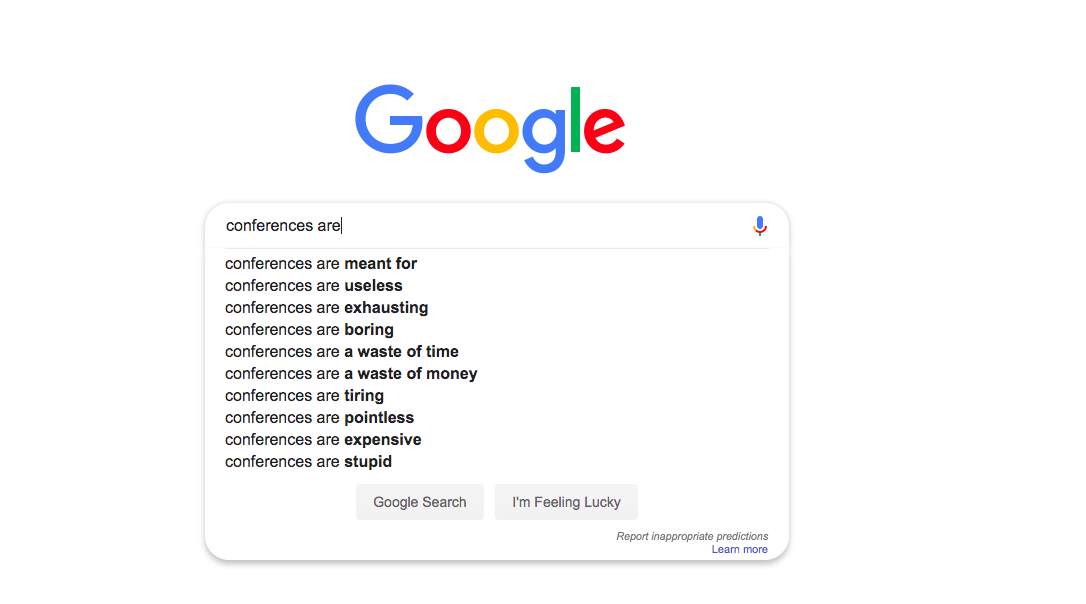 Google
conferences are
conferences are meant for
conferences are useless
conferences are exhausting
conferences are boring
conferences are a waste of time
conferences are a waste of money
conferences are tiring
conferences are pointless
conferences are expensive
conferences are stupid
Google Search I'm Feeling Lucky
Report inappropriate predictions
Learn more